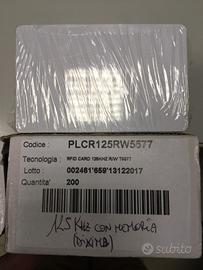 Codice : PLCR125RW5577
Tecnologia : RFID CARD 125KHZ R/W T5577
Lotto : 002461'659'13122017
Quantita' 200
125 KHZ CON MEMORIA
subito